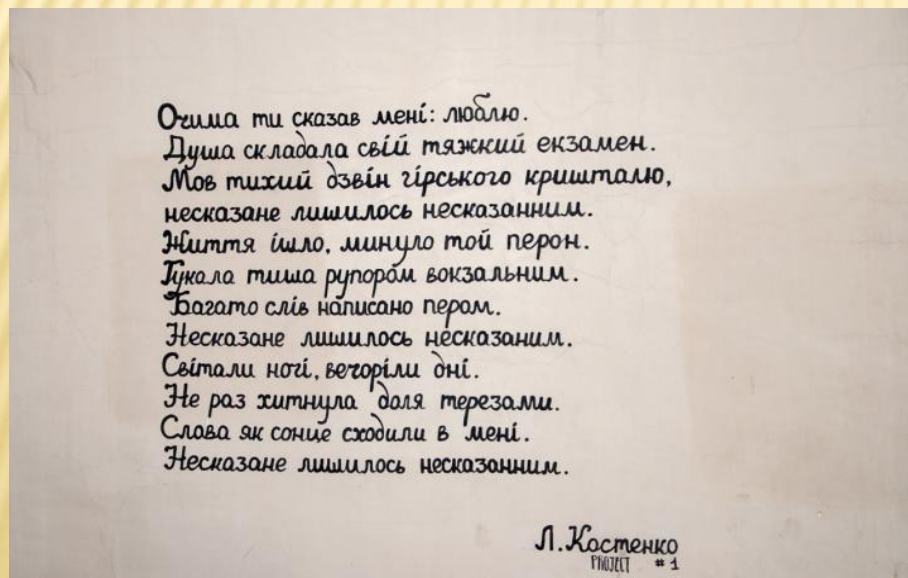 Очима ти сказав мені: люблю.
Душа складала свій тяжкий екзамен.
Мов тихий дзвін гірського кришталю,
несказане лишилось несказанним.
Життя ішло, минуло той перон.
Гукала тиша рупором вокзальним.
Багато слів написано пером.
Несказане лишилось несказаним.
Світали ночі, вечоріли дні.
Не раз хитнула доля терезами.
Слова як сонце сходили в мені.
Несказане лишилось несказанним.
Л. Костенко
PROJECT #1